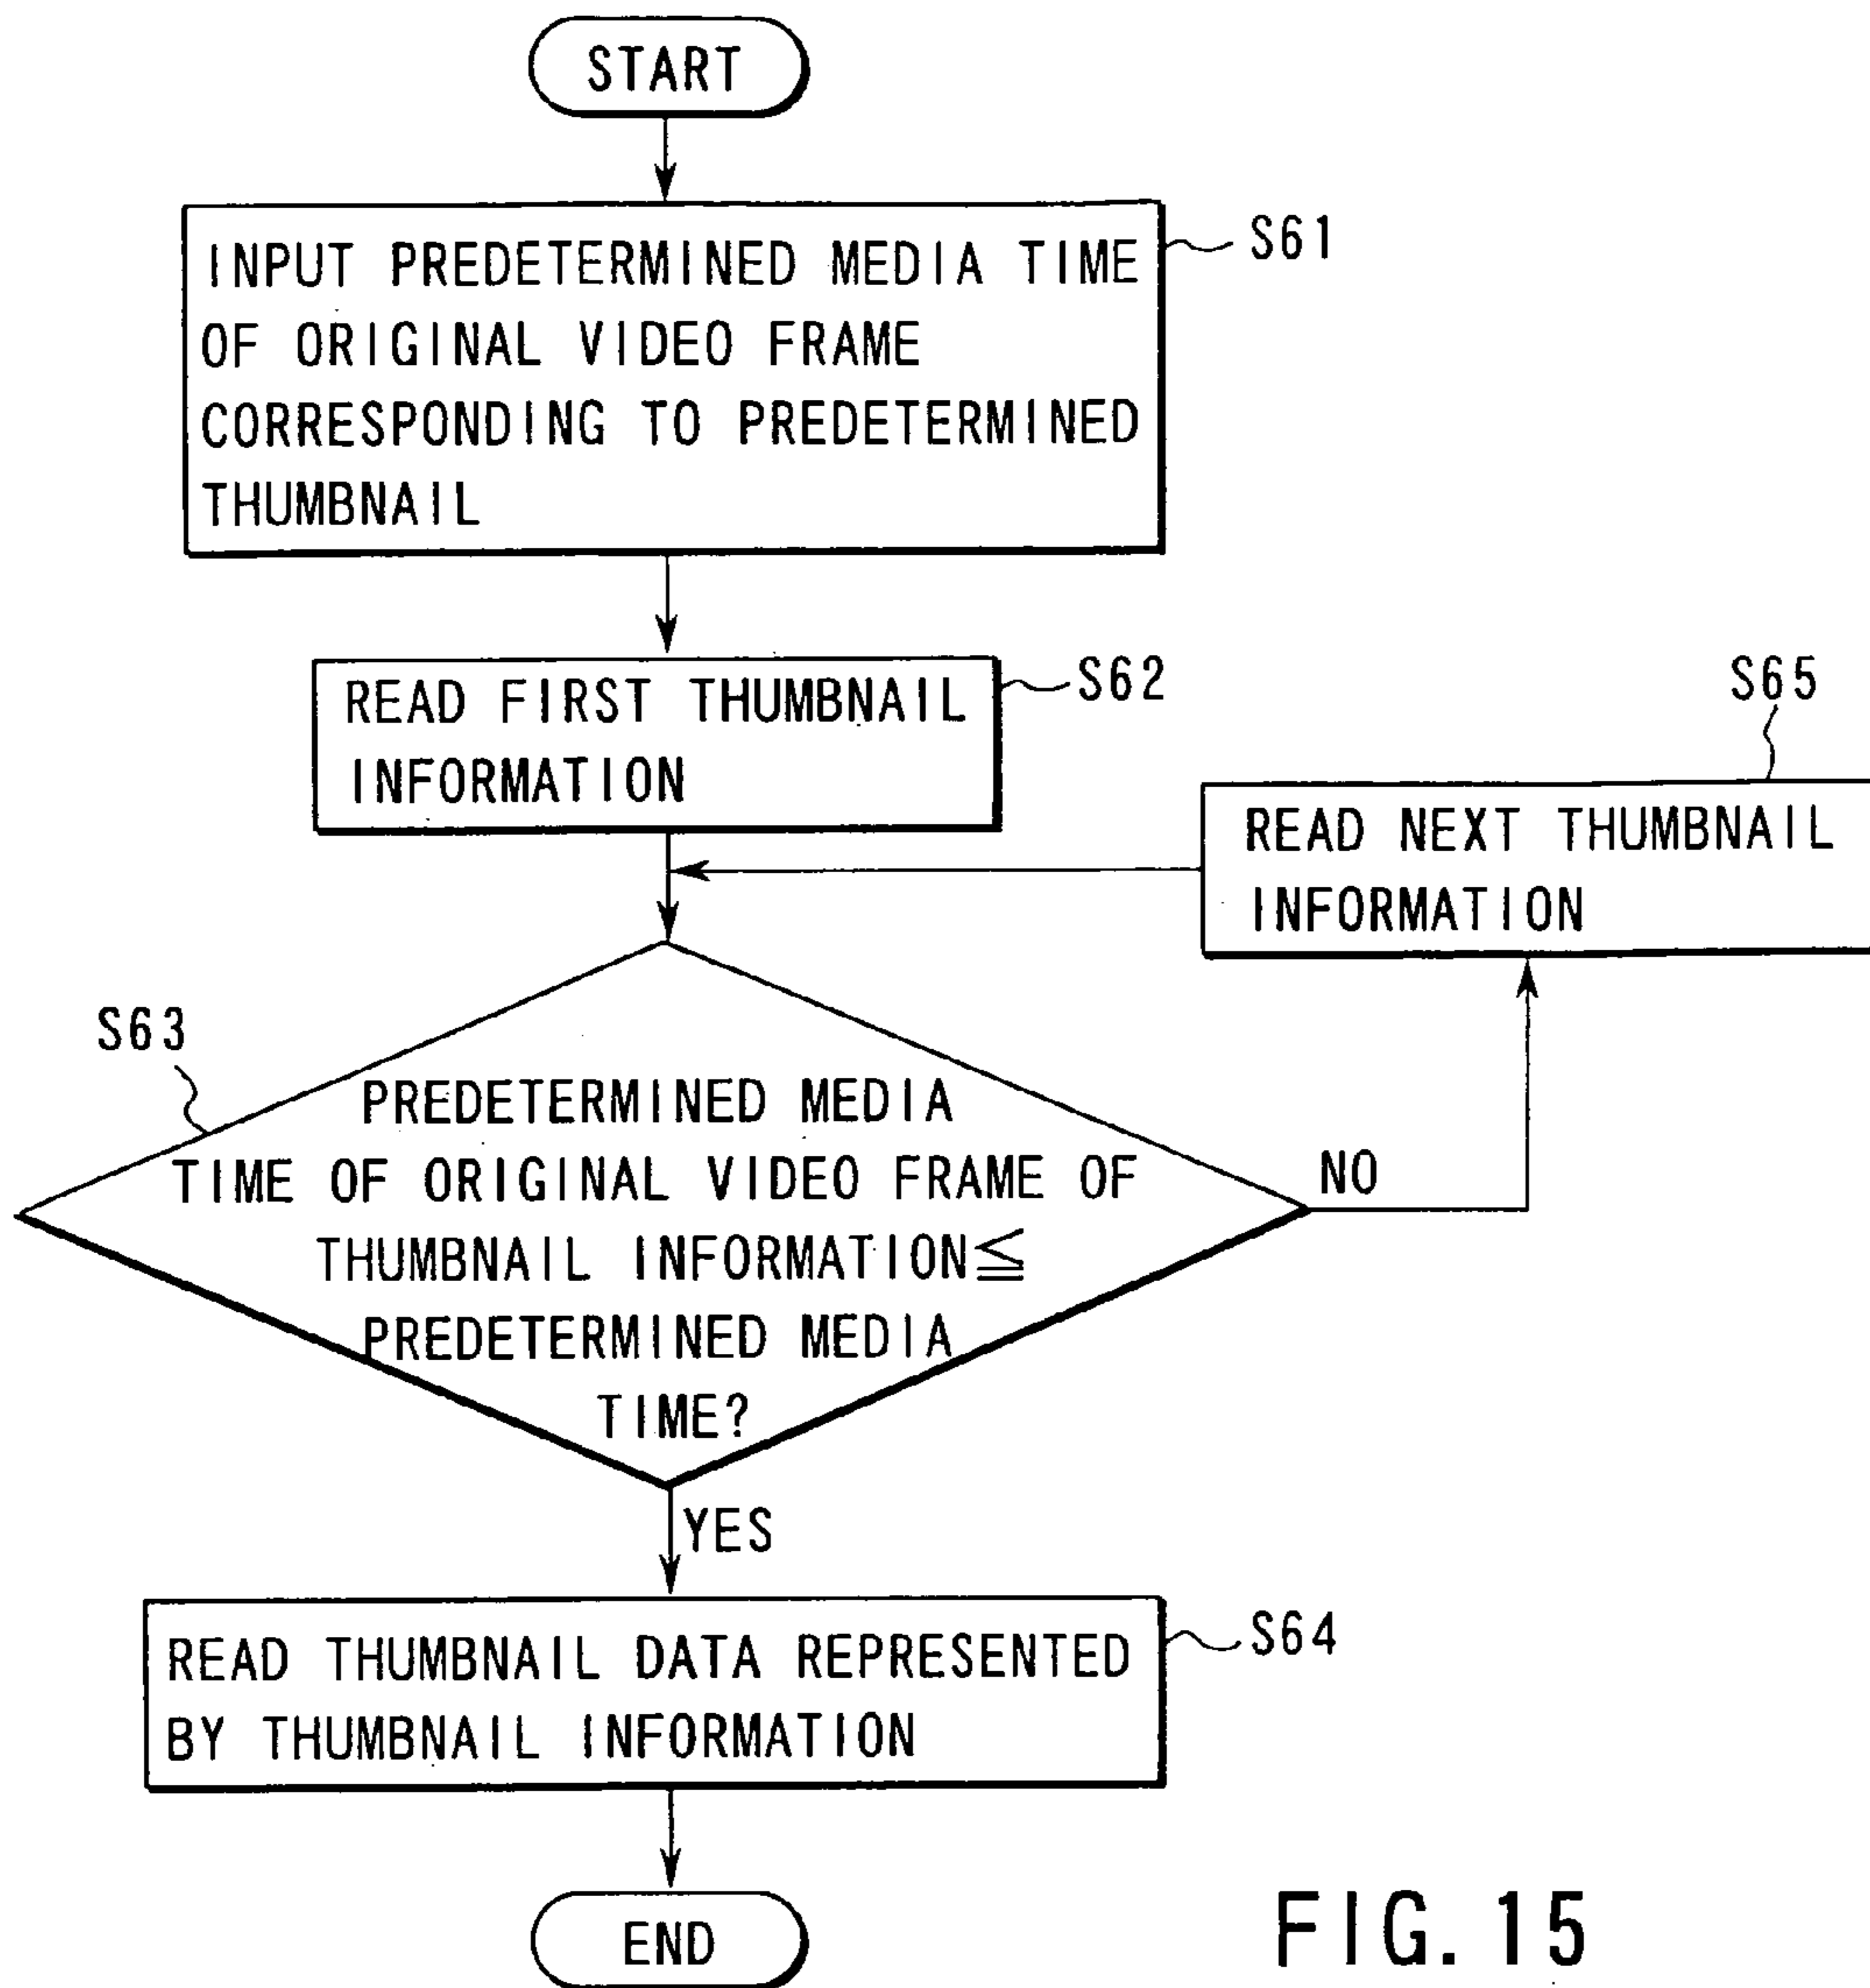 START
INPUT PREDETERMINED MEDIA TIME
OF ORIGINAL VIDEO FRAME
CORRESPONDING TO PREDETERMINED
THUMBNAIL
S61
READ FIRST THUMBNAIL
INFORMATION
S62
S65
READ NEXT THUMBNAIL
INFORMATION
S63
PREDETERMINED MEDIA
TIME OF ORIGINAL VIDEO FRAME OF
THUMBNAIL INFORMATION≦
PREDETERMINED MEDIA
TIME?
NO
YES
READ THUMBNAIL DATA REPRESENTED
BY THUMBNAIL INFORMATION
S64
END
FIG. 15